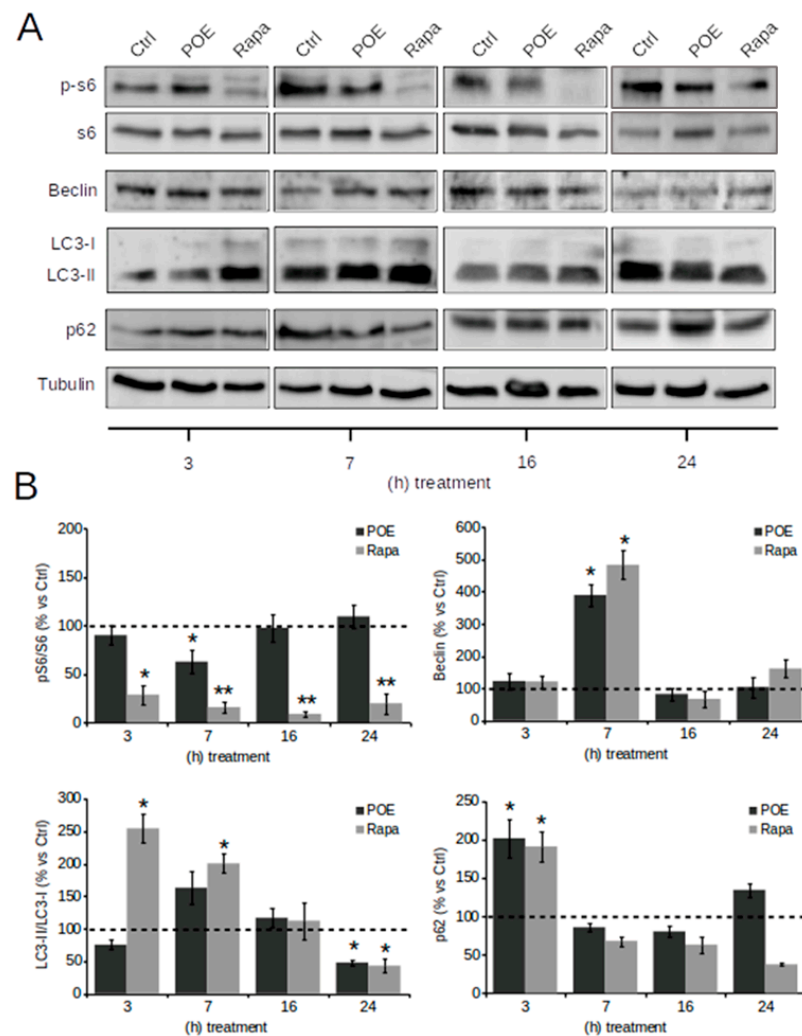 A
Ctrl POE Rapa Ctrl POE Rapa Ctrl POE Rapa Ctrl POE Rapa
p-s6
s6
Beclin
LC3-I
LC3-II
p62
Tubulin
3 7 16 24
(h) treatment
B
200
150
100
50
0
pS6/S6 (% vs Ctrl)
POE
Rapa
* * ** ** **
3 7 16 24
(h) treatment
600
500
400
300
200
100
0
Beclin (% vs Ctrl)
POE
Rapa
* *
3 7 16 24
(h) treatment
300
250
200
150
100
50
0
LC3-II/LC3-I (% vs Ctrl)
POE
Rapa
* * * *
3 7 16 24
(h) treatment
250
200
150
100
50
0
p62 (% vs Ctrl)
POE
Rapa
* *
3 7 16 24
(h) treatment